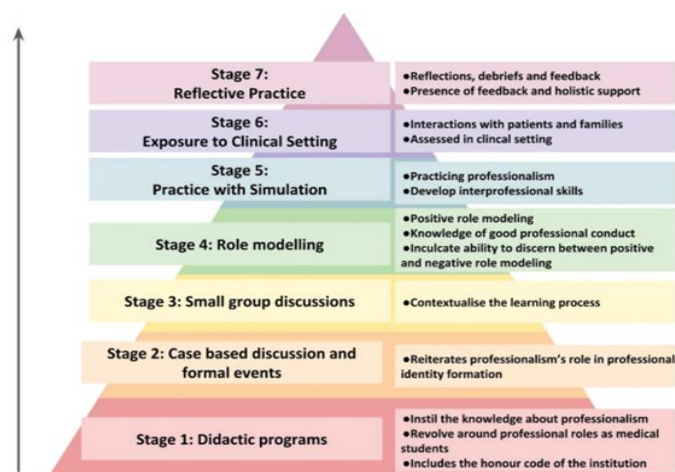 Stage 7:
Reflective Practice
●Reflections, debriefs and feedback
●Presence of feedback and holistic support
Stage 6:
Exposure to Clinical Setting
●Interactions with patients and families
●Assessed in clincal setting
Stage 5:
Practice with Simulation
●Practicing professionalism
●Develop interprofessional skills
Stage 4: Role modelling
●Positive role modeling
●Knowledge of good professional conduct
●Inculcate ability to discern between positive
and negative role modeling
Stage 3: Small group discussions
●Contextualise the learning process
Stage 2: Case based discussion and
formal events
●Reiterates professionalism’s role in professional
identity formation
Stage 1: Didactic programs
●Instil the knowledge about professionalism
●Revolve around professional roles as medical
students
●Includes the honour code of the institution